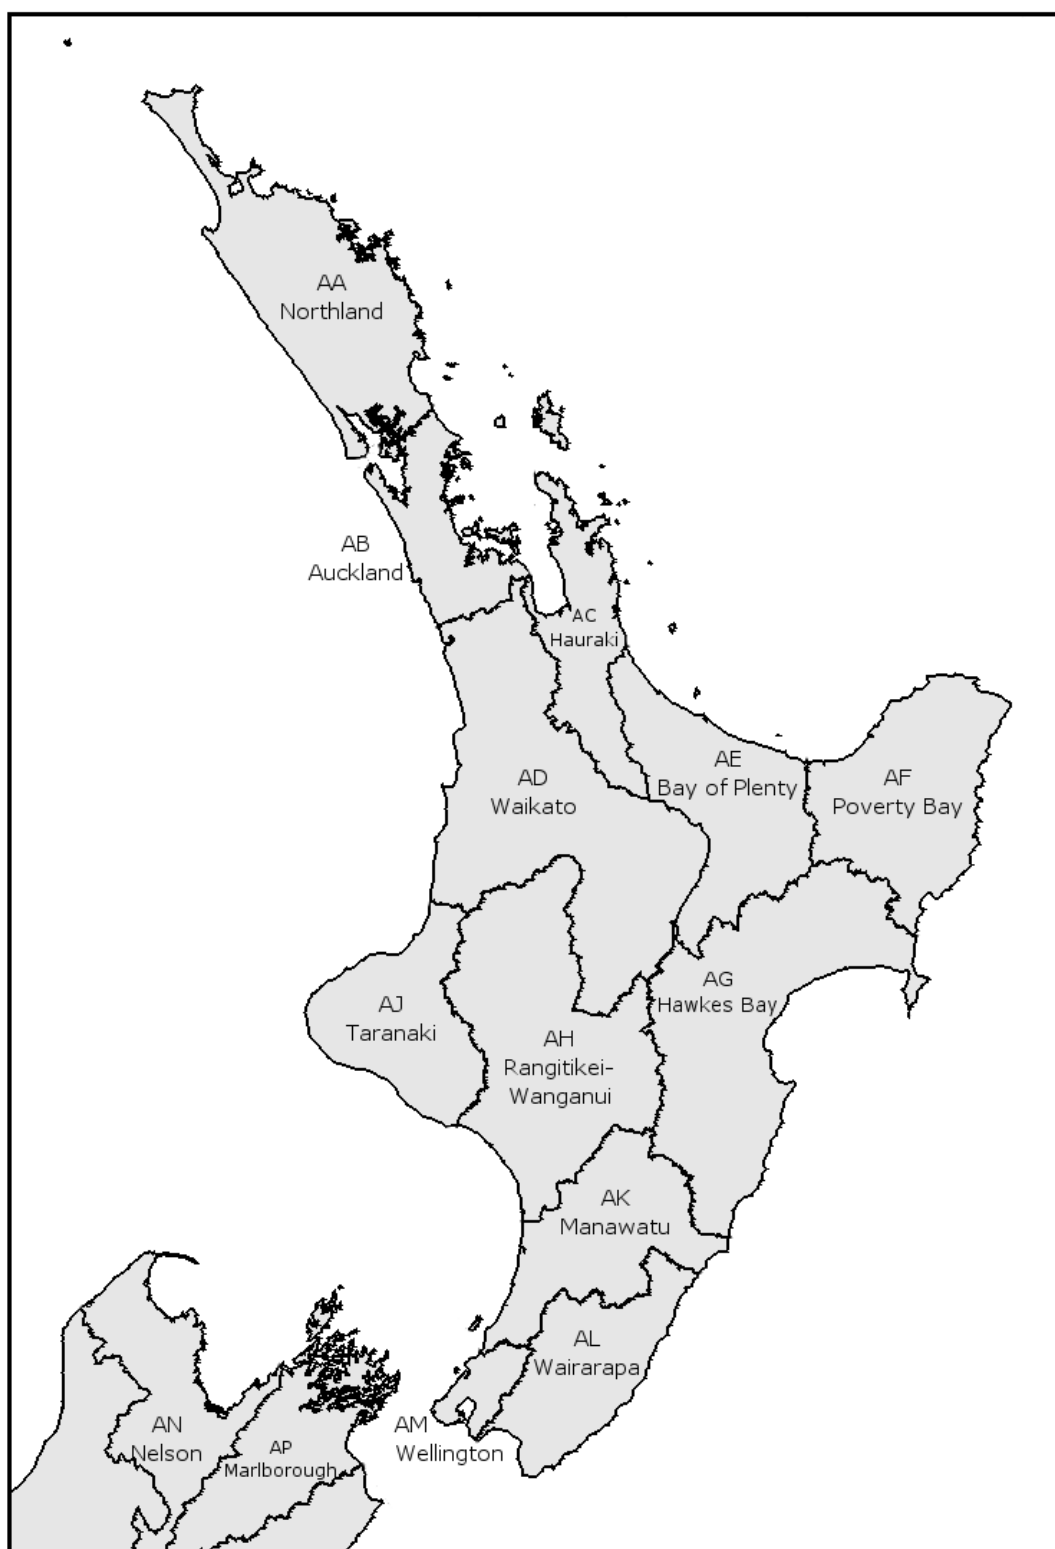 AA
Northland
AB
Auckland
AC
Hauraki
AD
Waikato
AE
Bay of Plenty
AF
Poverty Bay
AG
Hawkes Bay
AJ
Taranaki
AH
Rangitikei-
Wanganui
AK
Manawatu
AL
Wairarapa
AM
Wellington
AN
Nelson
AP
Marlborough